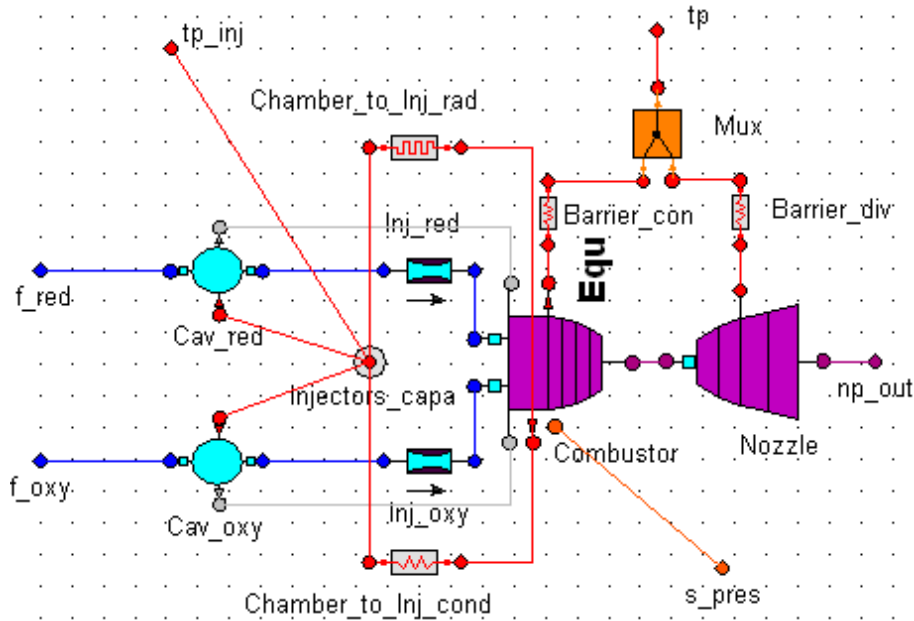 tp
tp_inj
Chamber_to_Inj_rad
Mux
Inj_red
Barrier_con
Barrier_div
Equ
f_red
Cav_red
Injectors_capa
np_out
Combustor
Nozzle
f_oxy
Inj_oxy
Cav_oxy
s_pres
Chamber_to_Inj_cond